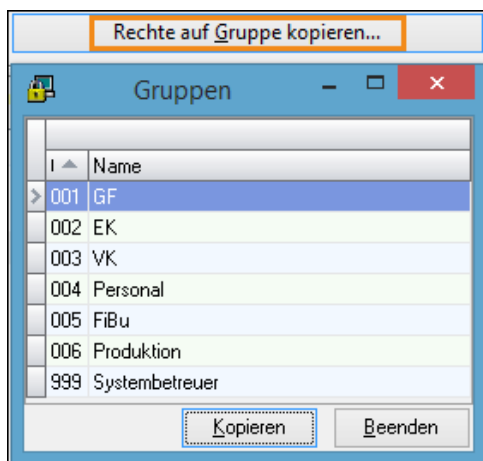 Rechte auf Gruppe kopieren...
Gruppen
I Name
001 GF
002 EK
003 VK
004 Personal
005 FiBu
006 Produktion
999 Systembetreuer
Kopieren Beenden